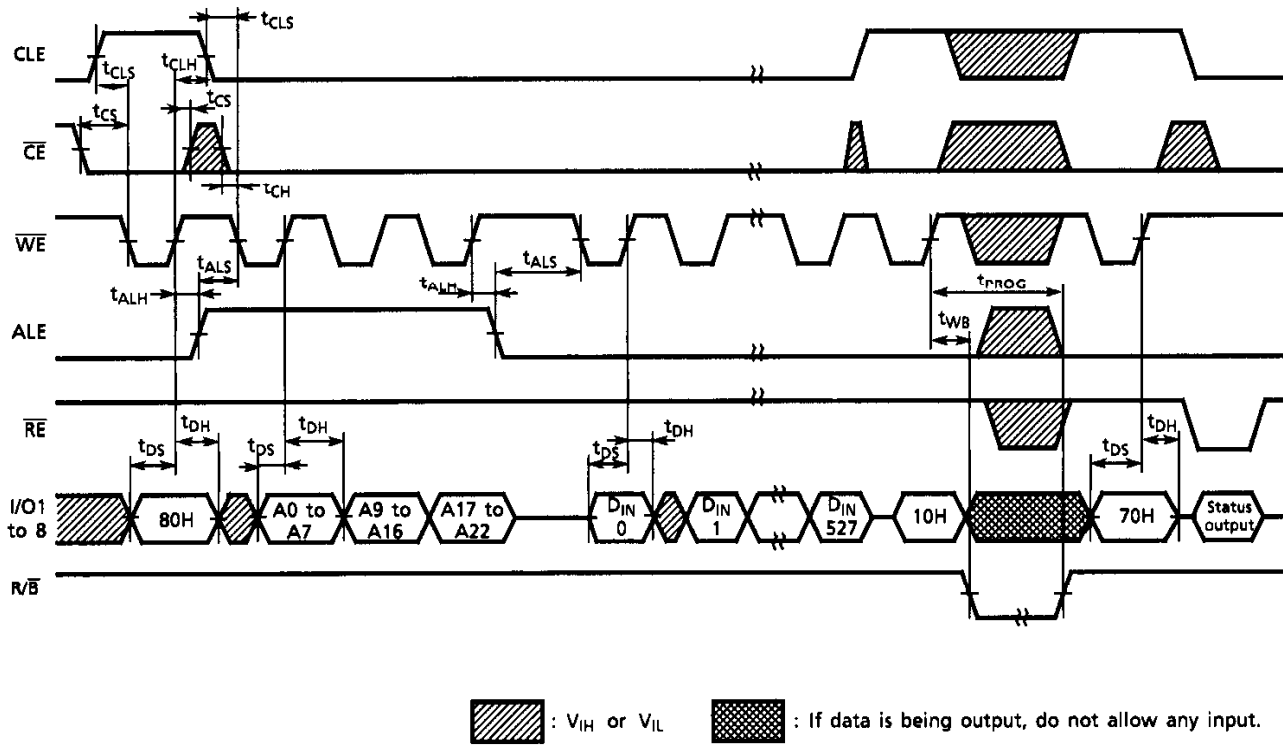 tCLS
CLE
tCLS
tCLH
tCS
tCS
CE
tCH
WE
tALS
tALS
tALH
tALH
tPROG
tWB
ALE
RE
tDS
tDH
tDS
tDH
tDS
tDH
tDS
tDH
I/O1
to 8
80H
A0 to
A7
A9 to
A16
A17 to
A22
DIN
0
DIN
1
DIN
527
10H
70H
Status
output
R/B
: VIH or VIL
: If data is being output, do not allow any input.